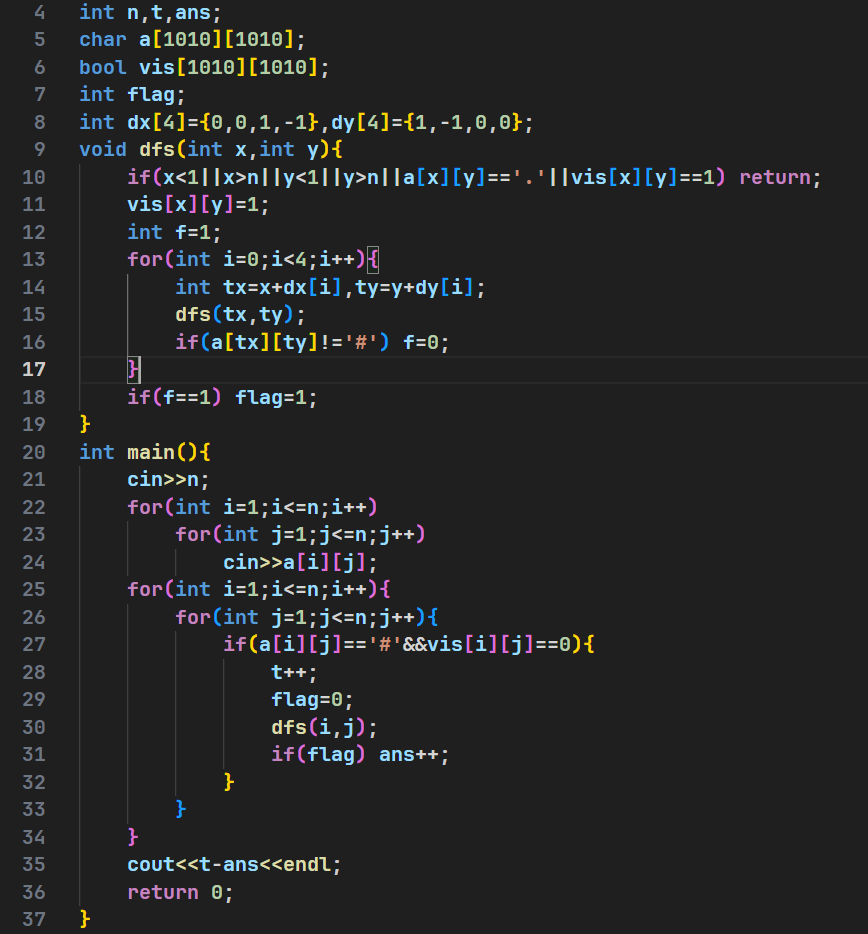 4 int n,t,ans;
5 char a[1010][1010];
6 bool vis[1010][1010];
7 int flag;
8 int dx[4]={0,0,1,-1},dy[4]={1,-1,0,0};
9 void dfs(int x,int y){
10     if(x<1||x>n||y<1||y>n||a[x][y]=='.'||vis[x][y]==1) return;
11     vis[x][y]=1;
12     int f=1;
13     for(int i=0;i<4;i++){
14         int tx=x+dx[i],ty=y+dy[i];
15         dfs(tx,ty);
16         if(a[tx][ty]!='#') f=0;
17     }
18     if(f==1) flag=1;
19 }
20 int main(){
21     cin>>n;
22     for(int i=1;i<=n;i++)
23         for(int j=1;j<=n;j++)
24             cin>>a[i][j];
25     for(int i=1;i<=n;i++){
26         for(int j=1;j<=n;j++){
27             if(a[i][j]=='#'&&vis[i][j]==0){
28                 t++;
29                 flag=0;
30                 dfs(i,j);
31                 if(flag) ans++;
32             }
33         }
34     }
35     cout<<t-ans<<endl;
36     return 0;
37 }